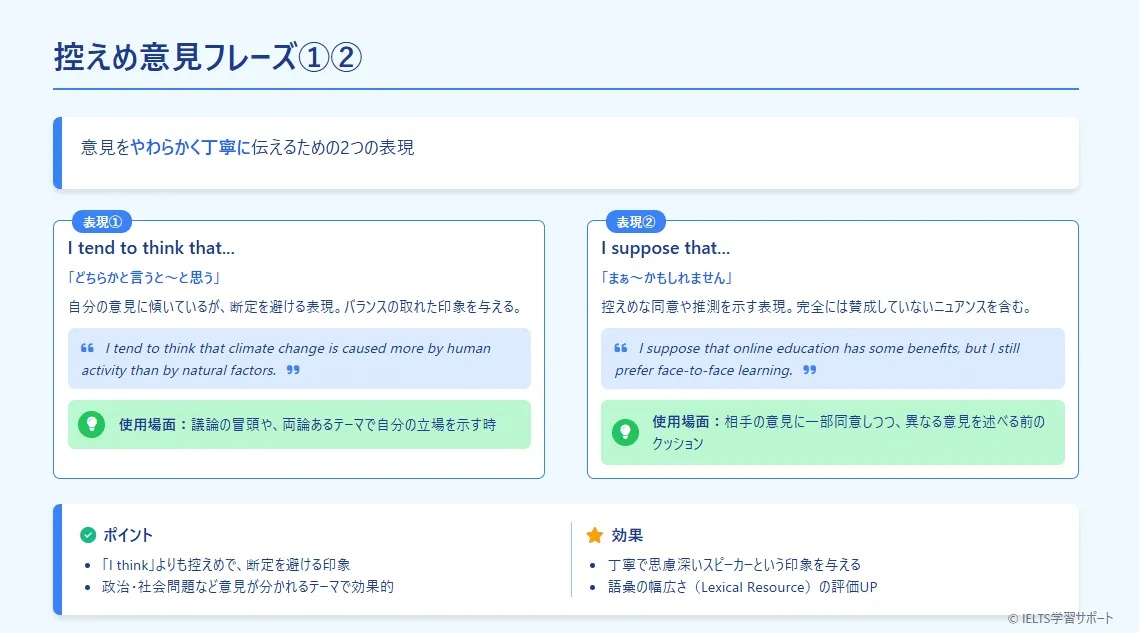 控えめ意見フレーズ①②
意見をやわらかく丁寧に伝えるための2つの表現
表現①
I tend to think that...
「どちらかと言うと～と思う」
自分の意見に傾いているが、断定を避ける表現。バランスの取れた印象を与える。
❝ I tend to think that climate change is caused more by human
activity than by natural factors. ❞
使用場面：議論の冒頭や、両論あるテーマで自分の立場を示す時
表現②
I suppose that...
「まぁ～かもしれません」
控えめな同意や推測を示す表現。完全には賛成していないニュアンスを含む。
❝ I suppose that online education has some benefits, but I still
prefer face-to-face learning. ❞
使用場面：相手の意見に一部同意しつつ、異なる意見を述べる前の
クッション
ポイント
• 「I think」よりも控えめで、断定を避ける印象
• 政治・社会問題など意見が分かれるテーマで効果的
効果
• 丁寧で思慮深いスピーカーという印象を与える
• 語彙の幅広さ（Lexical Resource）の評価UP
© IELTS学習サポート